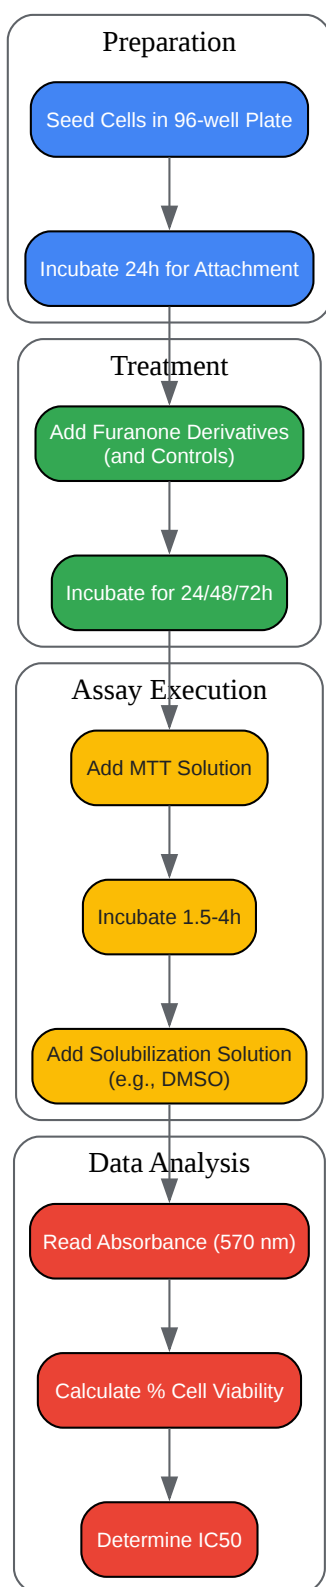 Preparation
Seed Cells in 96-well Plate
Incubate 24h for Attachment
Treatment
Add Furanone Derivatives
(and Controls)
Incubate for 24/48/72h
Assay Execution
Add MTT Solution
Incubate 1.5-4h
Add Solubilization Solution
(e.g., DMSO)
Data Analysis
Read Absorbance (570 nm)
Calculate % Cell Viability
Determine IC50